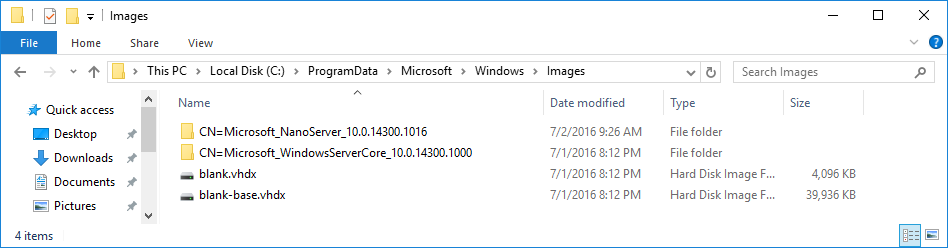 Images
File Home Share View
This PC Local Disk (C:) ProgramData Microsoft Windows Images Search Images
Quick access Name Date modified Type Size
Desktop CN=Microsoft_NanoServer_10.0.14300.1016 7/2/2016 9:26 AM File folder
Downloads CN=Microsoft_WindowsServerCore_10.0.14300.1000 7/1/2016 8:12 PM File folder
Documents blank.vhdx 7/1/2016 8:12 PM Hard Disk Image F... 4,096 KB
Pictures blank-base.vhdx 7/1/2016 8:12 PM Hard Disk Image F... 39,936 KB
4 items